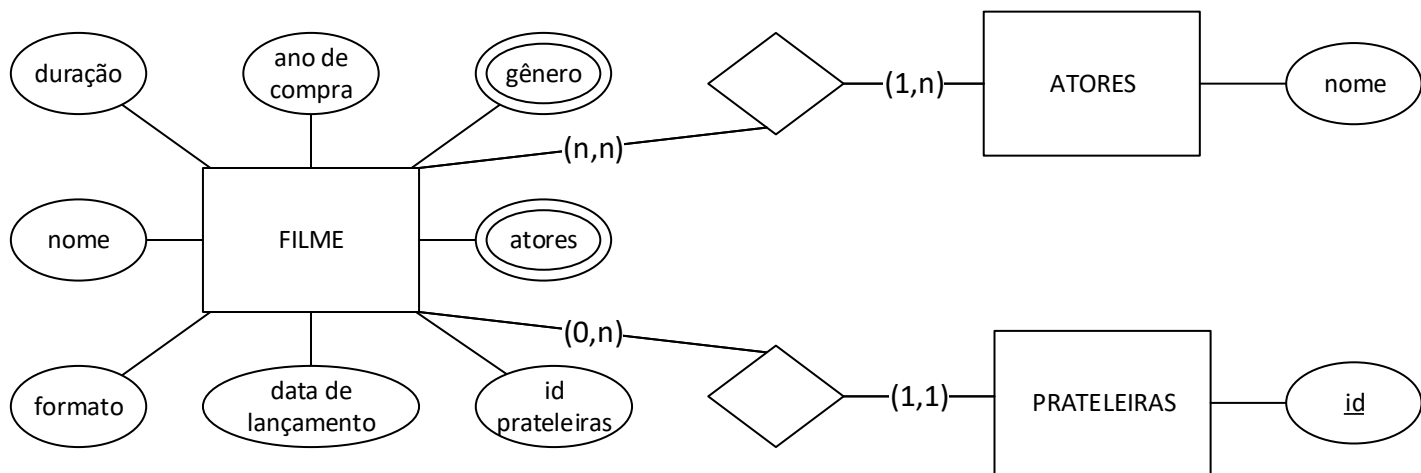 duração
ano de
compra
gênero
(1,n)
ATORES
nome
(n,n)
nome
FILME
atores
(0,n)
formato
data de
lançamento
id
prateleiras
(1,1)
PRATELEIRAS
id